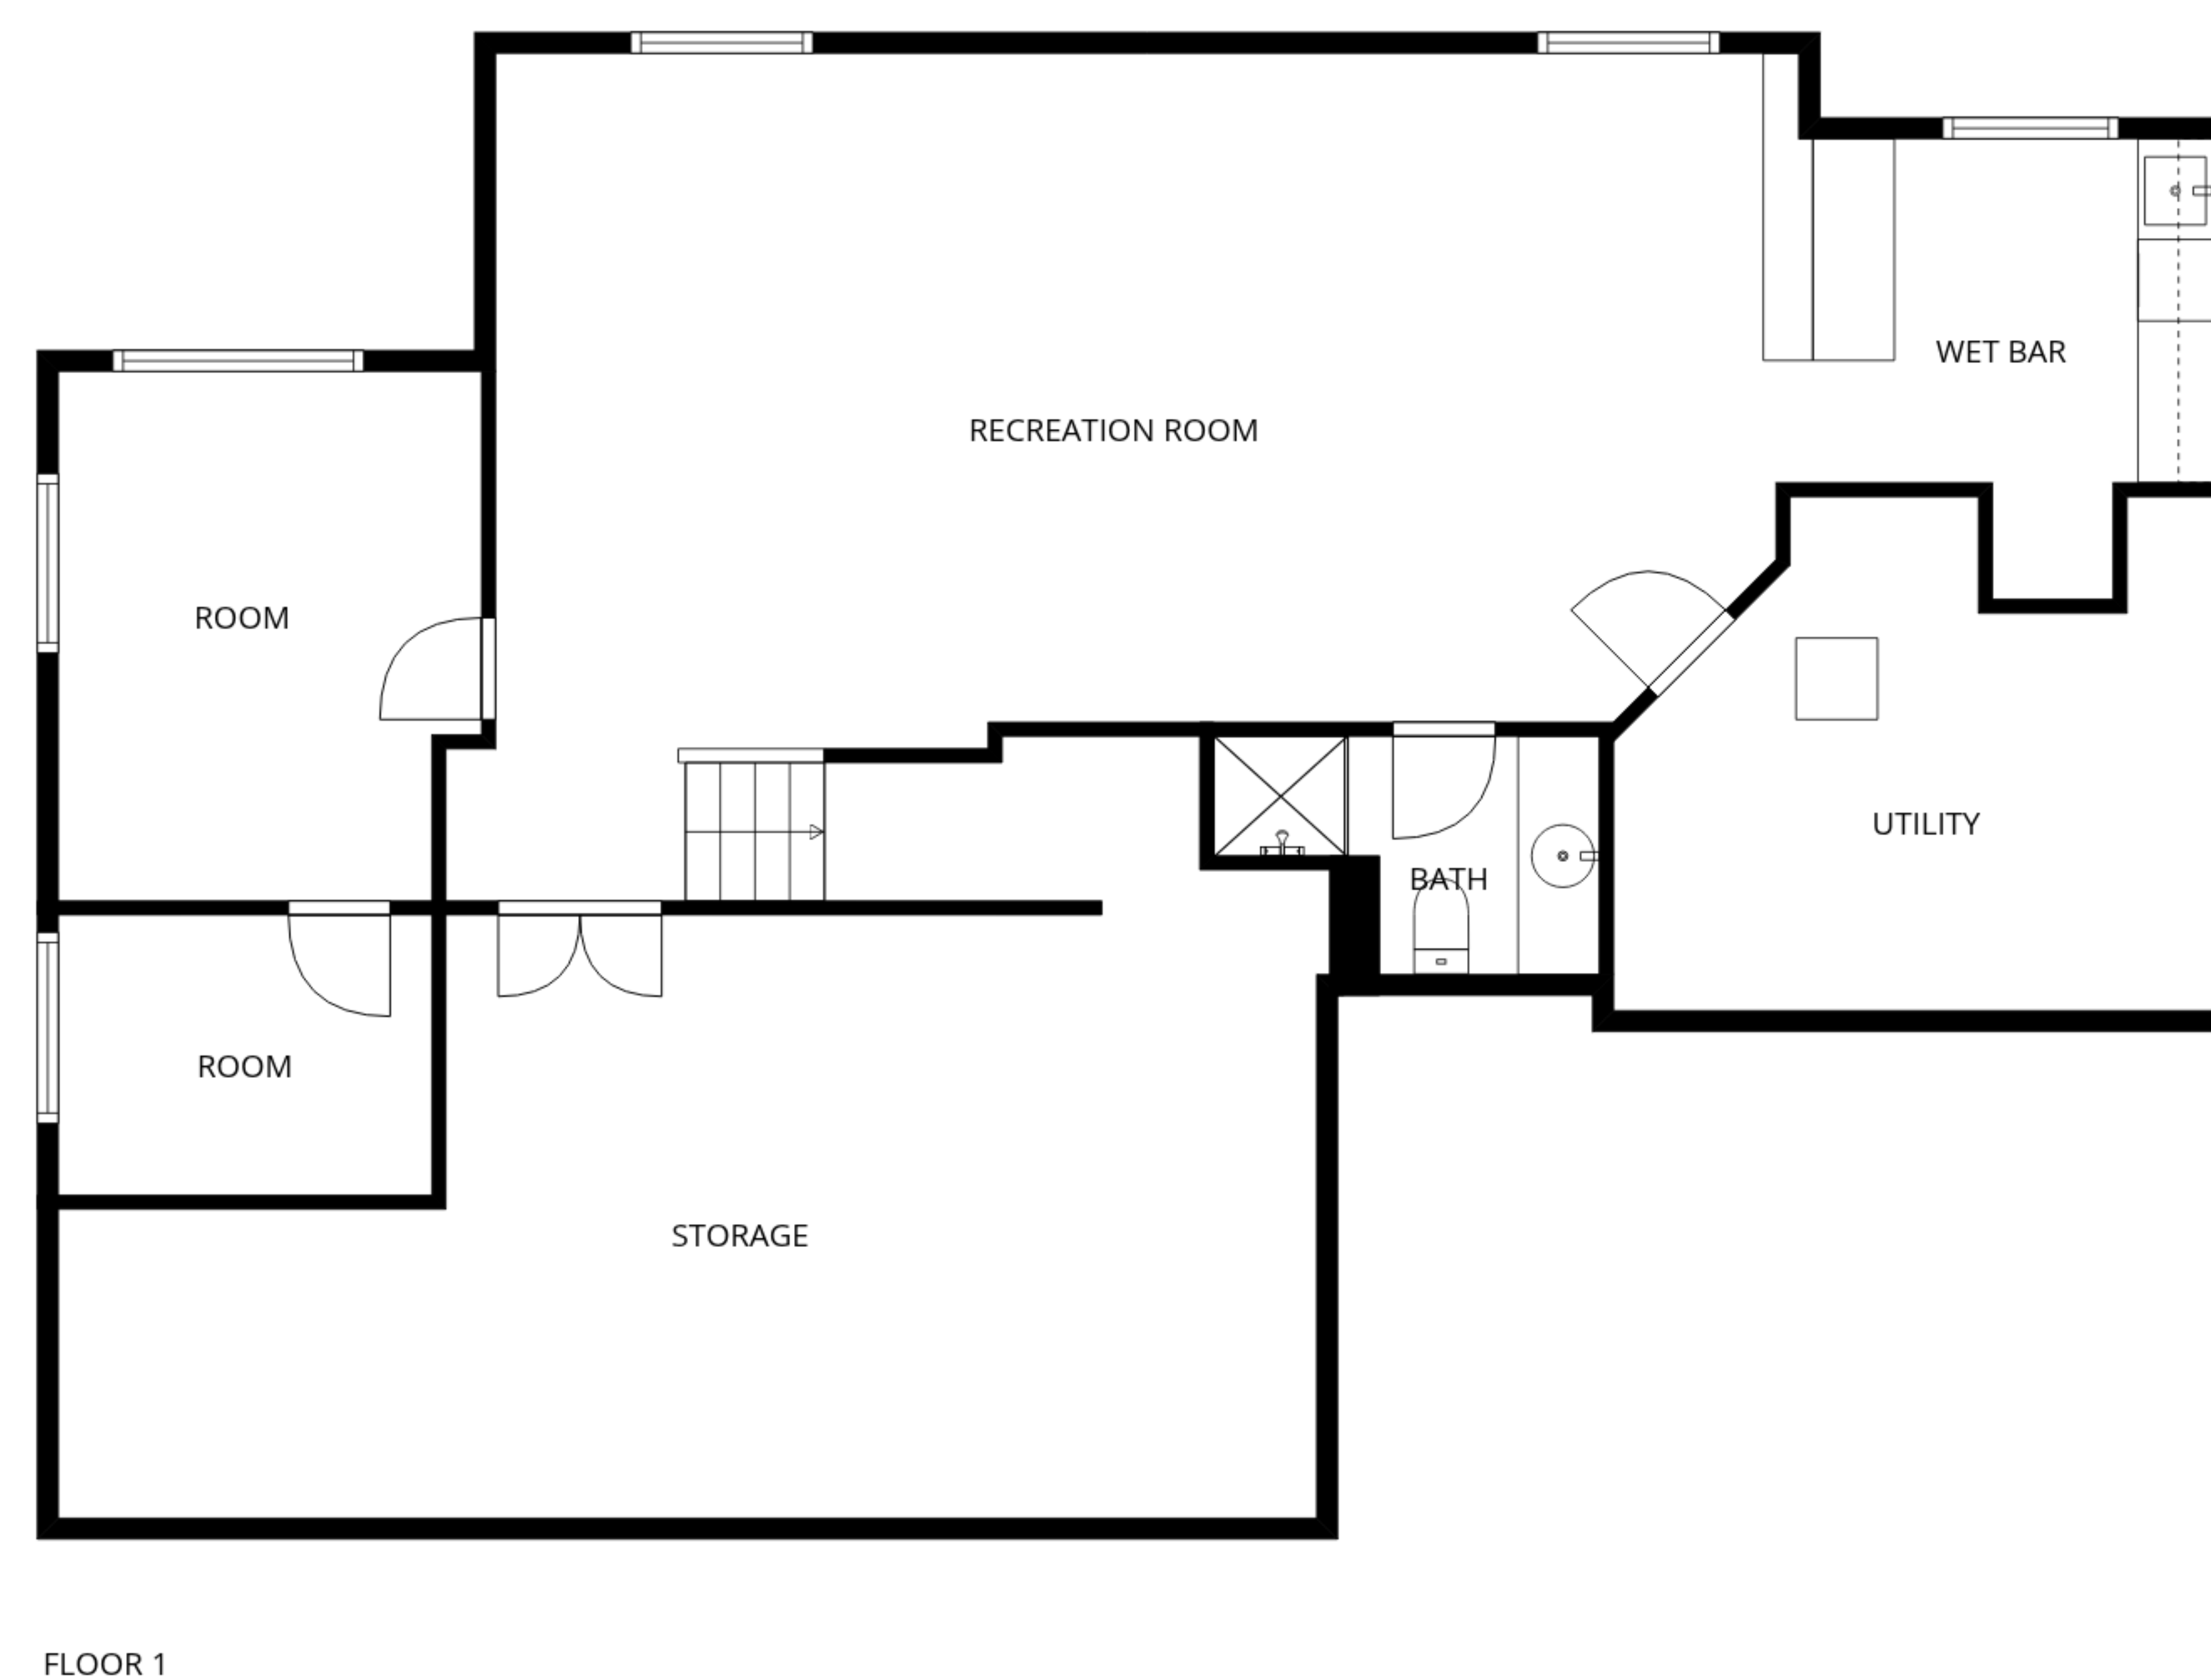 WET BAR
RECREATION ROOM
ROOM
UTILITY
BATH
ROOM
STORAGE
FLOOR 1